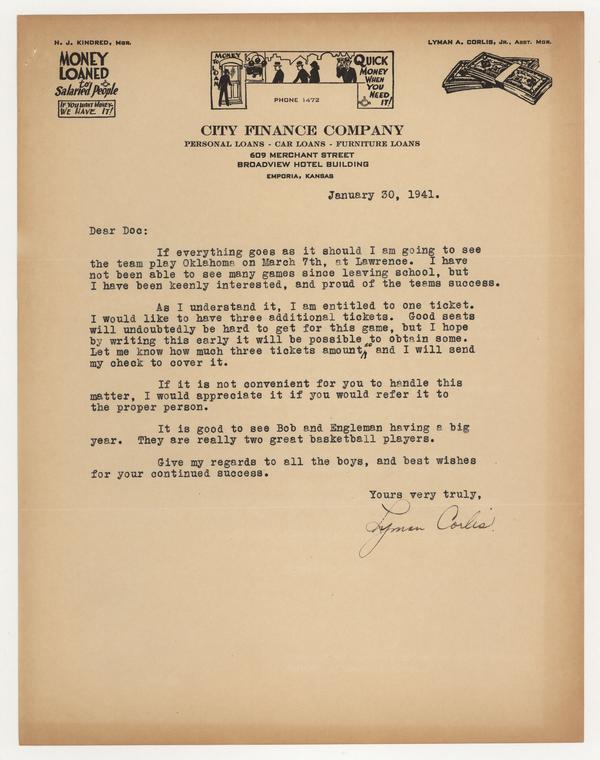 H. J. KINDRED, MGR.
LYMAN A. CORLIS, JR., ASST. MGR.
MONEY
LOANED
to
Salaried People
IF YOU WANT MONEY,
WE HAVE IT!
MONEY
TO
LOAN
QUICK
MONEY
WHEN
YOU
NEED
IT!
PHONE 1472
CITY FINANCE COMPANY
PERSONAL LOANS - CAR LOANS - FURNITURE LOANS
609 MERCHANT STREET
BROADVIEW HOTEL BUILDING
EMPORIA, KANSAS
January 30, 1941.
Dear Doc:
If everything goes as it should I am going to see
the team play Oklahoma on March 7th, at Lawrence. I have
not been able to see many games since leaving school, but
I have been keenly interested, and proud of the teams success.
As I understand it, I am entitled to one ticket.
I would like to have three additional tickets. Good seats
will undoubtedly be hard to get for this game, but I hope
by writing this early it will be possible to obtain some.
Let me know how much three tickets amount, to and I will send
my check to cover it.
If it is not convenient for you to handle this
matter, I would appreciate it if you would refer it to
the proper person.
It is good to see Bob and Engleman having a big
year. They are really two great basketball players.
Give my regards to all the boys, and best wishes
for your continued success.
Yours very truly,
Lyman Corlis.